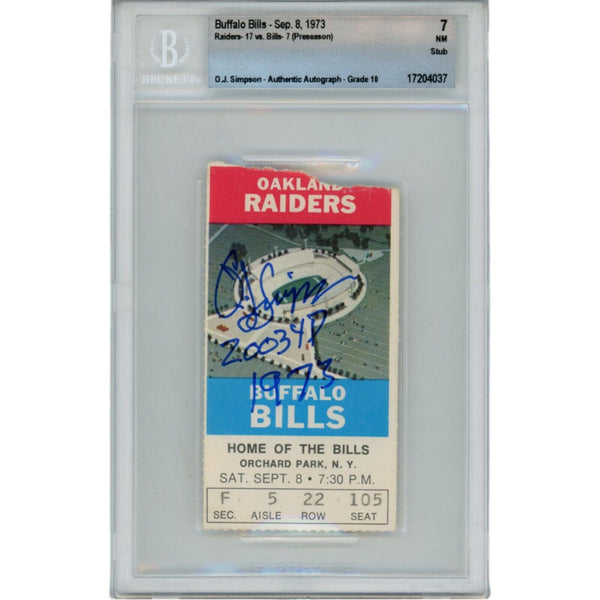 B
BECKETT
Buffalo Bills - Sep. 8, 1973
Raiders- 17 vs. Bills- 7 (Preseason)
O.J. Simpson - Authentic Autograph - Grade 10
7
NM
Stub
17204037
OAKLAND
RAIDERS
O.J. Simpson
2003 YD
1973
BUFFALO
BILLS
HOME OF THE BILLS
ORCHARD PARK, N. Y.
SAT. SEPT. 8 • 7:30 P.M.
F 5 22 105
SEC. AISLE ROW SEAT